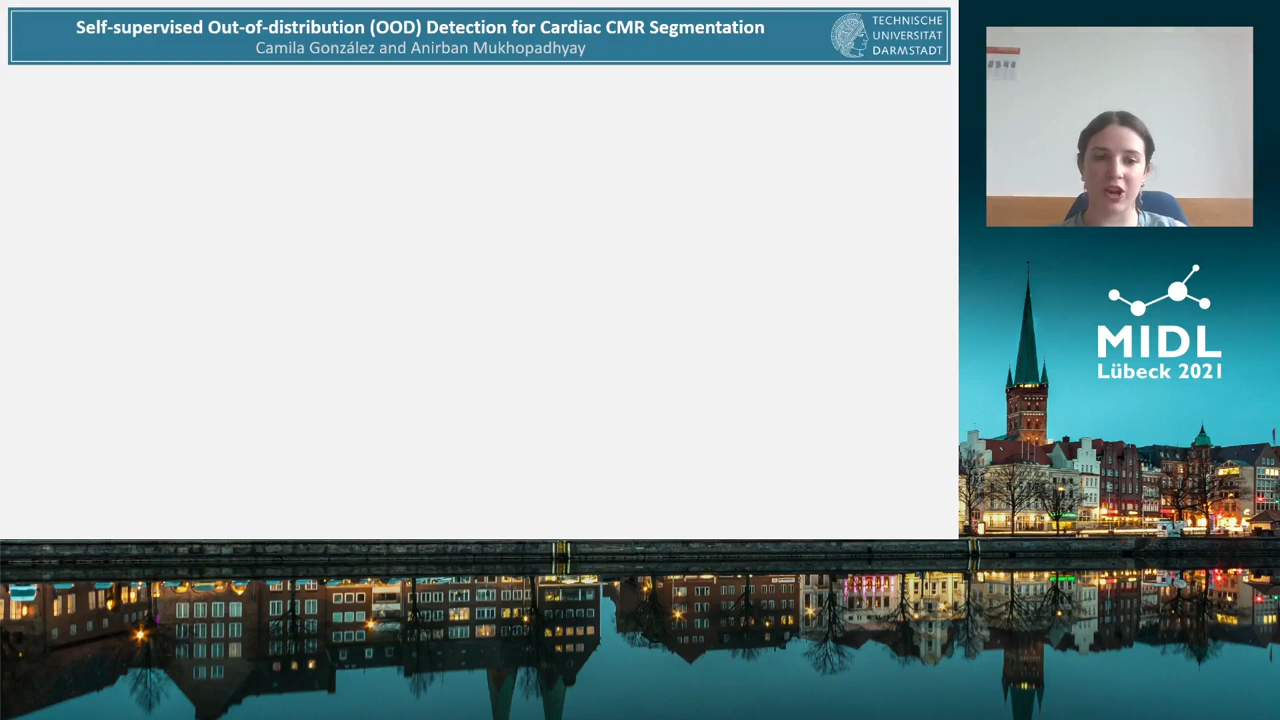 Self-supervised Out-of-distribution (OOD) Detection for Cardiac CMR Segmentation
Camila González and Anirban Mukhopadhyay
TECHNISCHE
UNIVERSITÄT
DARMSTADT
MIDL
Lübeck 2021